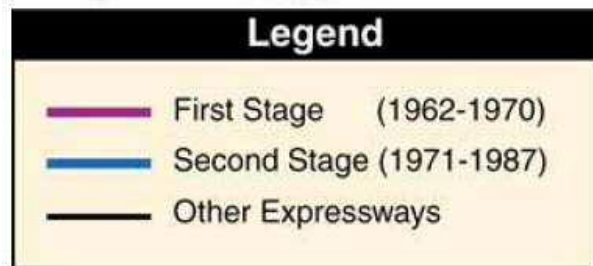 Legend
First Stage (1962-1970)
Second Stage (1971-1987)
Other Expressways